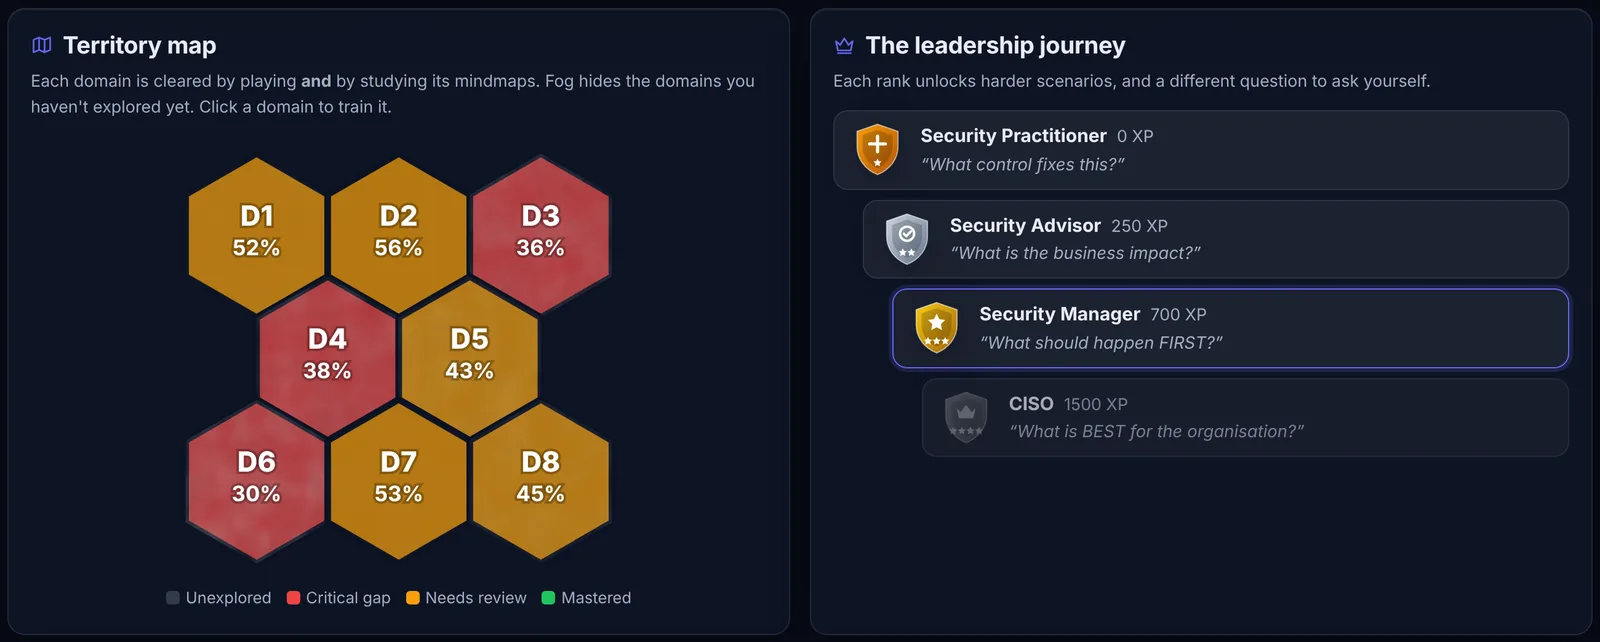 Territory map
Each domain is cleared by playing and by studying its mindmaps. Fog hides the domains you
haven't explored yet. Click a domain to train it.
D1
52%
D2
56%
D3
36%
D4
38%
D5
43%
D6
30%
D7
53%
D8
45%
Unexplored
Critical gap
Needs review
Mastered
The leadership journey
Each rank unlocks harder scenarios, and a different question to ask yourself.
Security Practitioner 0 XP
“What control fixes this?”
Security Advisor 250 XP
“What is the business impact?”
Security Manager 700 XP
“What should happen FIRST?”
CISO 1500 XP
“What is BEST for the organisation?”